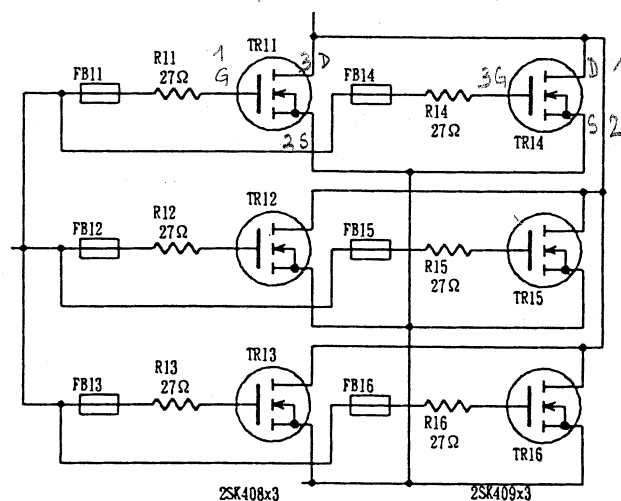 TR11
R11
27Ω
FB11
1
G
3 D
2S
FB14
3G
R14
27Ω
TR14
D 1
S 2
TR12
R12
27Ω
FB12
FB15
R15
27Ω
TR15
TR13
R13
27Ω
FB13
FB16
R16
27Ω
TR16
2SK408x3
2SK409x3